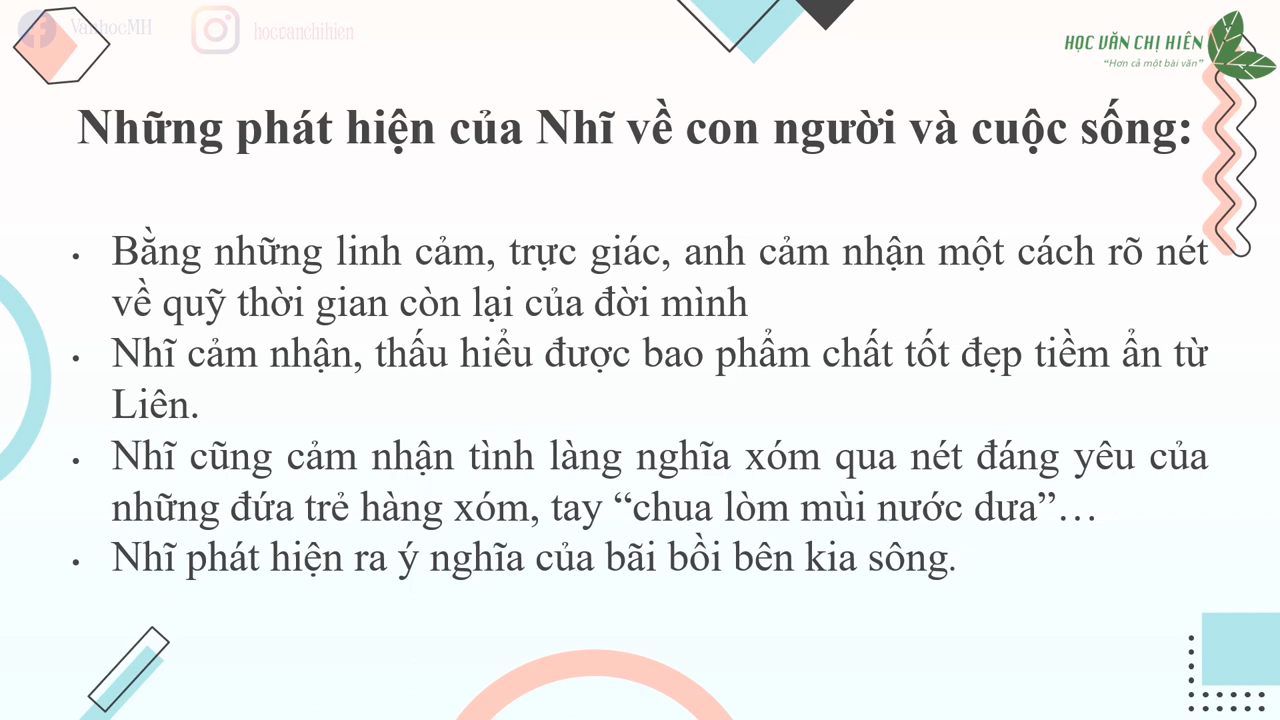 VanhocMH
hocvanchihien
HỌC VĂN CHỊ HIÊN
“Hơn cả một bài văn”
Những phát hiện của Nhĩ về con người và cuộc sống:
• Bằng những linh cảm, trực giác, anh cảm nhận một cách rõ nét
về quỹ thời gian còn lại của đời mình
• Nhĩ cảm nhận, thấu hiểu được bao phẩm chất tốt đẹp tiềm ẩn từ
Liên.
• Nhĩ cũng cảm nhận tình làng nghĩa xóm qua nét đáng yêu của
những đứa trẻ hàng xóm, tay “chua lòm mùi nước dưa”…
• Nhĩ phát hiện ra ý nghĩa của bãi bồi bên kia sông.